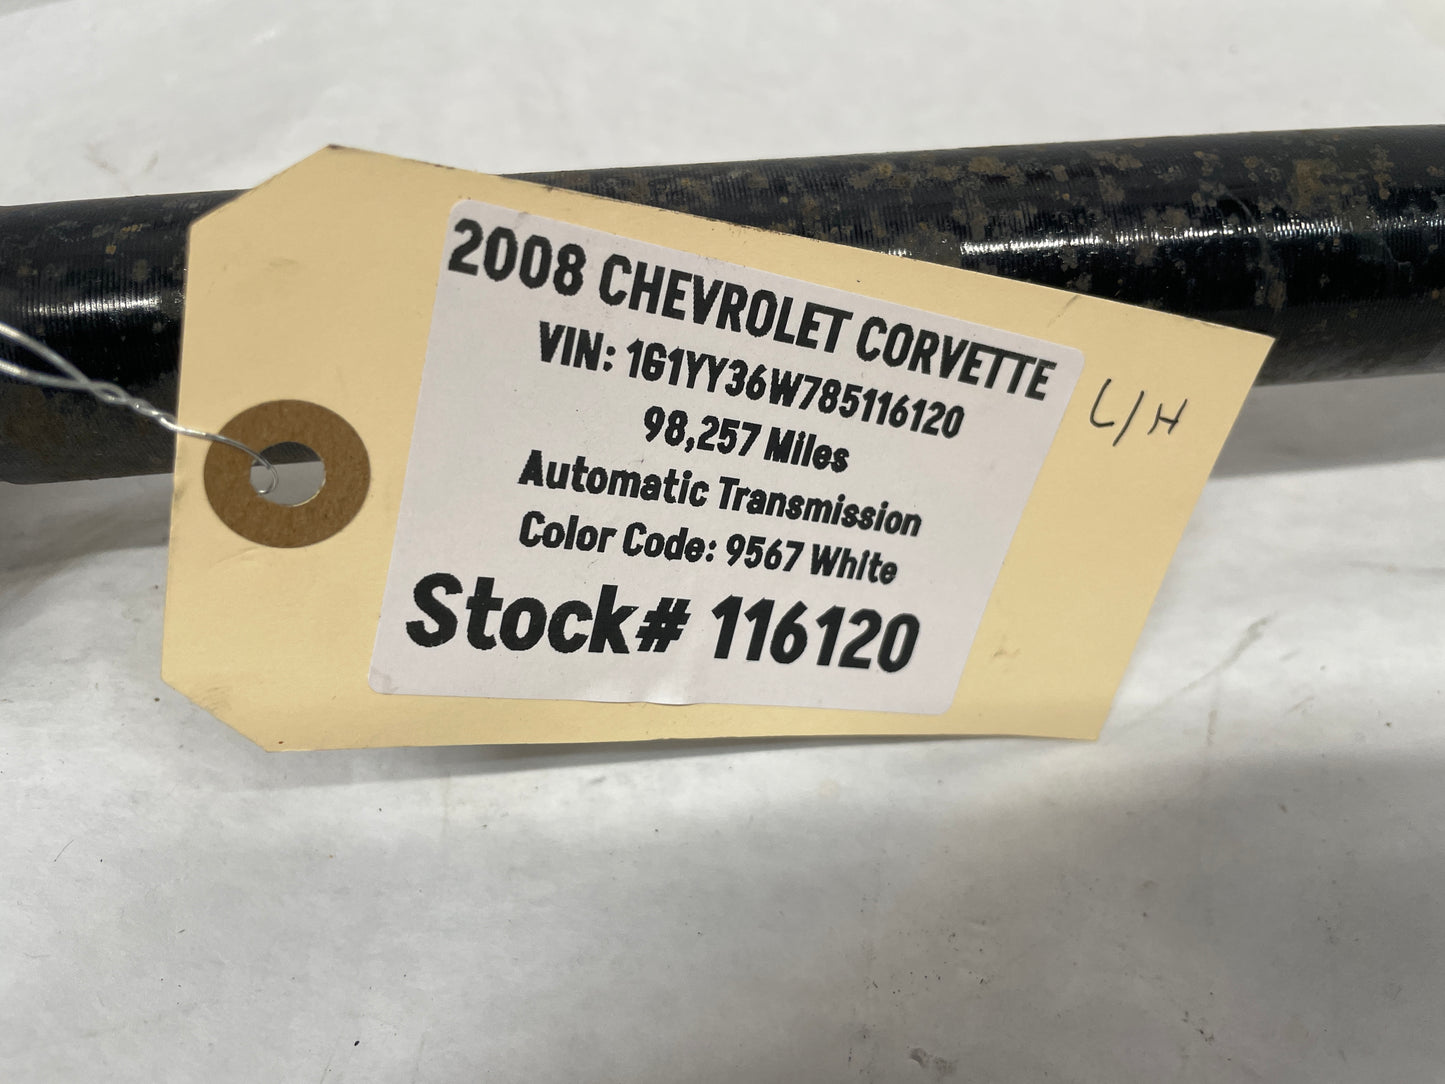 2008 CHEVROLET CORVETTE
VIN: 1G1YY36W785116120
98,257 Miles
Automatic Transmission
Color Code: 9567 White
Stock# 116120
L/H